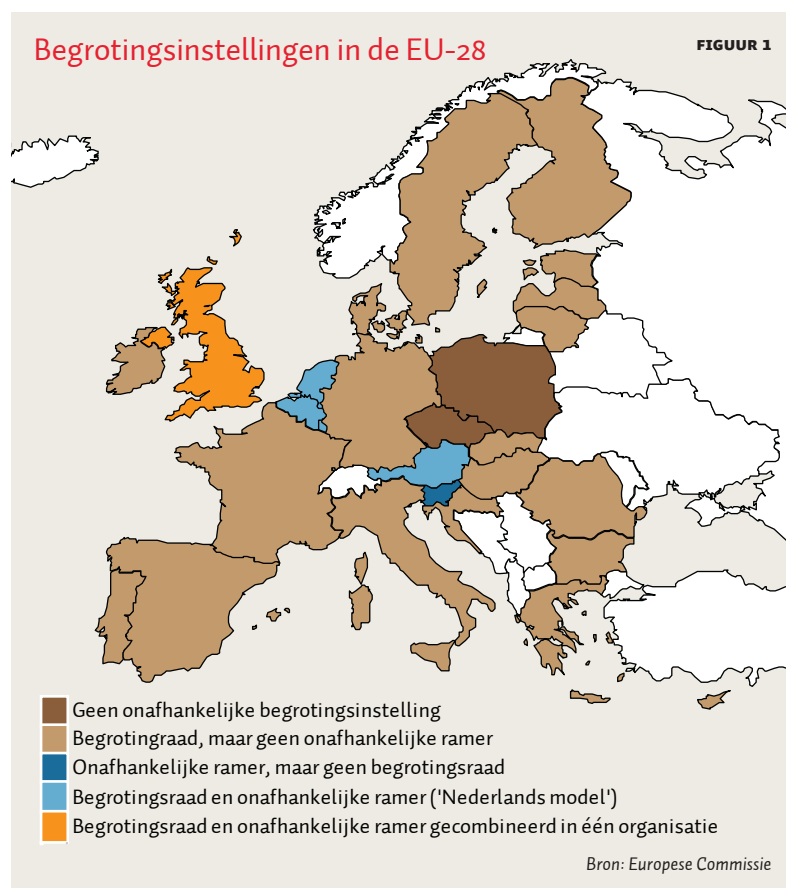 Begrotingsinstellingen in de EU-28
FIGUUR 1
Geen onafhankelijke begrotingsinstelling
Begrotingraad, maar geen onafhankelijke ramer
Onafhankelijke ramer, maar geen begrotingsraad
Begrotingsraad en onafhankelijke ramer ('Nederlands model')
Begrotingsraad en onafhankelijke ramer gecombineerd in één organisatie
Bron: Europese Commissie